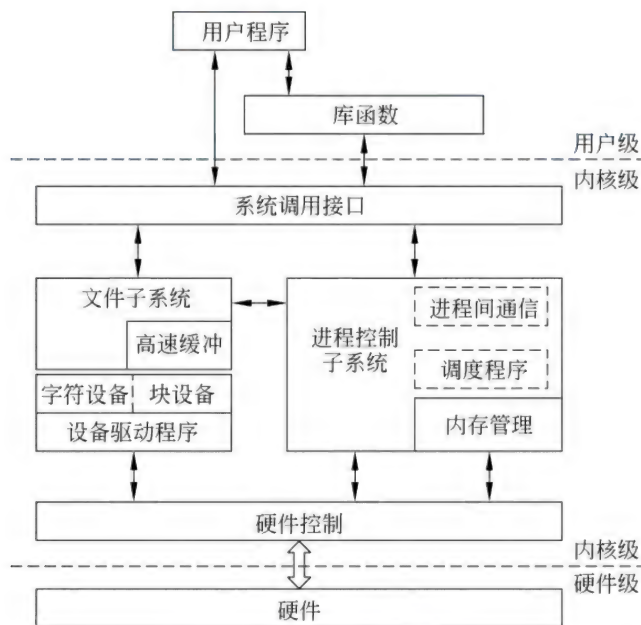 用户程序
库函数
用户级
内核级
系统调用接口
文件子系统
高速缓冲
字符设备 块设备
设备驱动程序
进程控制
子系统
进程间通信
调度程序
内存管理
硬件控制
内核级
硬件级
硬件